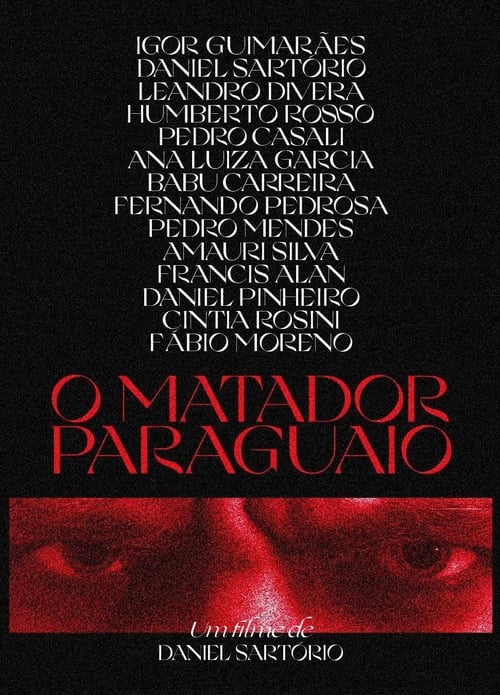 IGOR GUIMARÃES
DANIEL SARTÓRIO
LEANDRO DIVERA
HUMBERTO ROSSO
PEDRO CASALI
ANA LUIZA GARCIA
BABU CARREIRA
FERNANDO PEDROSA
PEDRO MENDES
AMAURI SILVA
FRANCIS ALAN
DANIEL PINHEIRO
CINTIA ROSINI
FÁBIO MORENO
O MATADOR
PARAGUAIO
Um filme de
DANIEL SARTÓRIO